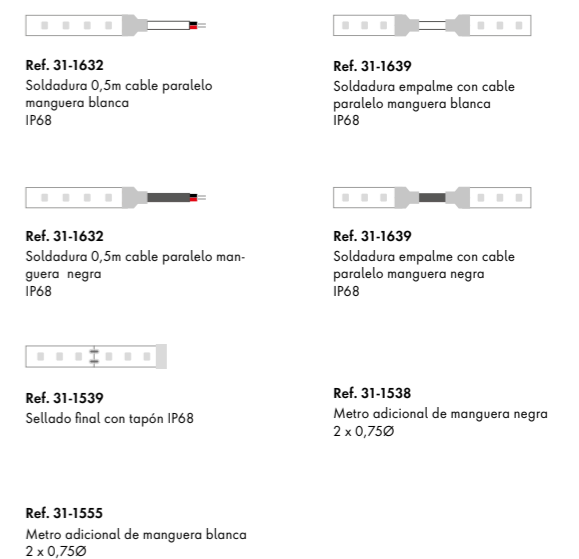 Ref. 31-1632
Soldadura 0,5m cable paralelo
manguera blanca
IP68
Ref. 31-1639
Soldadura empalme con cable
paralelo manguera blanca
IP68
Ref. 31-1632
Soldadura 0,5m cable paralelo man-
guera negra
IP68
Ref. 31-1639
Soldadura empalme con cable
paralelo manguera negra
IP68
Ref. 31-1539
Sellado final con tapón IP68
Ref. 31-1538
Metro adicional de manguera negra
2 x 0,75Ø
Ref. 31-1555
Metro adicional de manguera blanca
2 x 0,75Ø